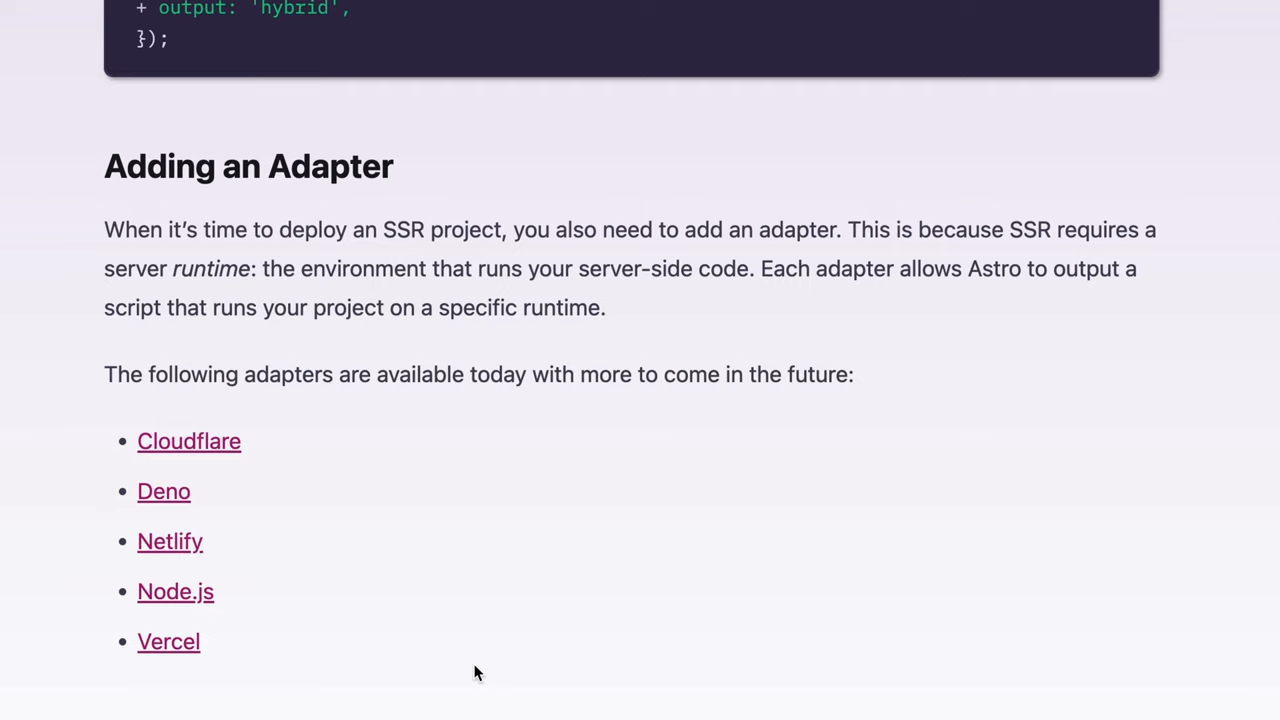 + output: 'hybrid',
});
Adding an Adapter
When it’s time to deploy an SSR project, you also need to add an adapter. This is because SSR requires a
server runtime: the environment that runs your server-side code. Each adapter allows Astro to output a
script that runs your project on a specific runtime.
The following adapters are available today with more to come in the future:
• Cloudflare
• Deno
• Netlify
• Node.js
• Vercel